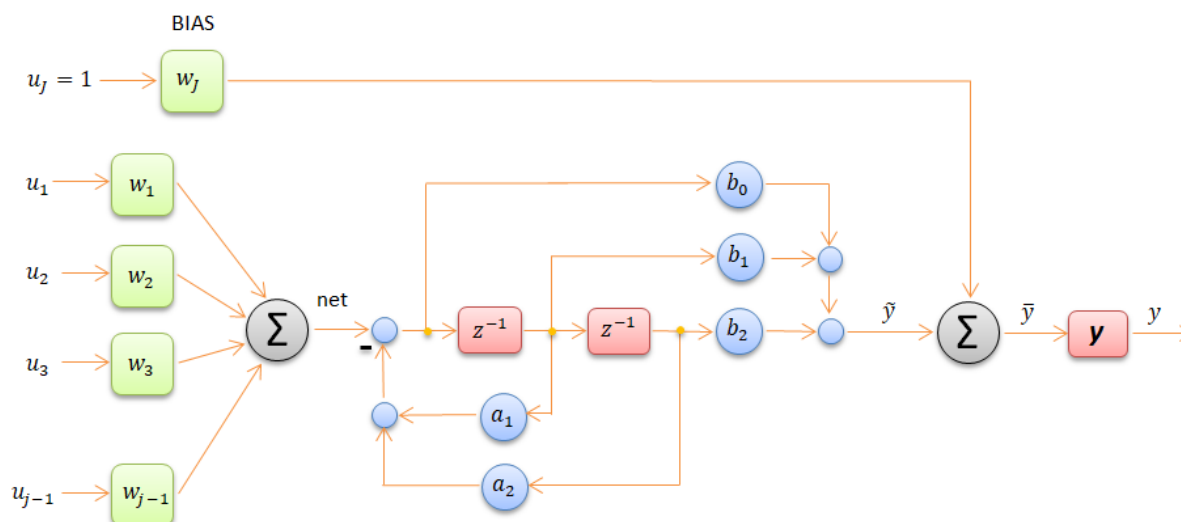 BIAS
u_J = 1
w_J
u_1
w_1
b_0
u_2
w_2
b_1
net
Σ
-
z^{-1}
z^{-1}
b_2
ỹ
Σ
ȳ
y
y
u_3
w_3
a_1
a_2
u_{j-1}
w_{j-1}